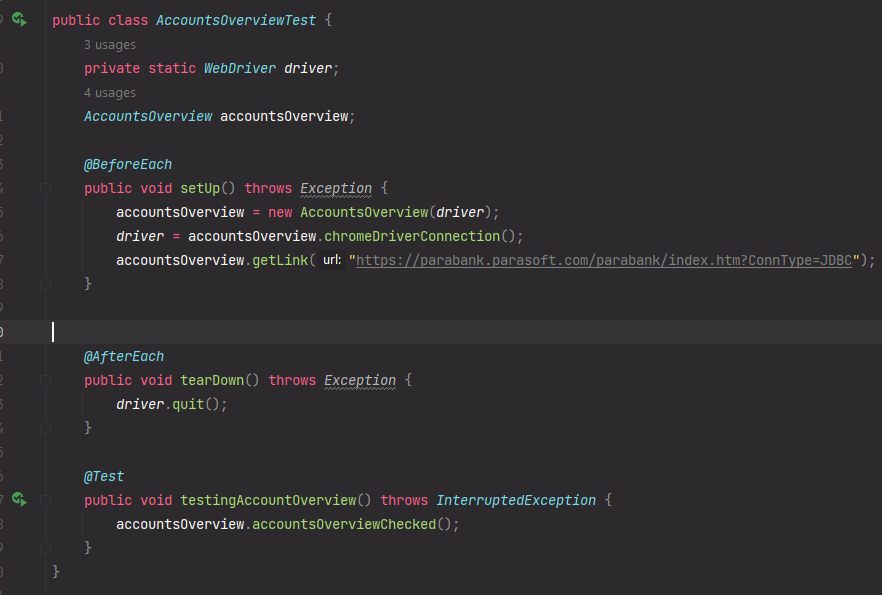 public class AccountsOverviewTest {
3 usages
private static WebDriver driver;
4 usages
AccountsOverview accountsOverview;
@BeforeEach
public void setUp() throws Exception {
accountsOverview = new AccountsOverview(driver);
driver = accountsOverview.chromeDriverConnection();
accountsOverview.getLink( url: "https://parabank.parasoft.com/parabank/index.htm?ConnType=JDBC");
}
@AfterEach
public void tearDown() throws Exception {
driver.quit();
}
@Test
public void testingAccountOverview() throws InterruptedException {
accountsOverview.accountsOverviewChecked();
}
}